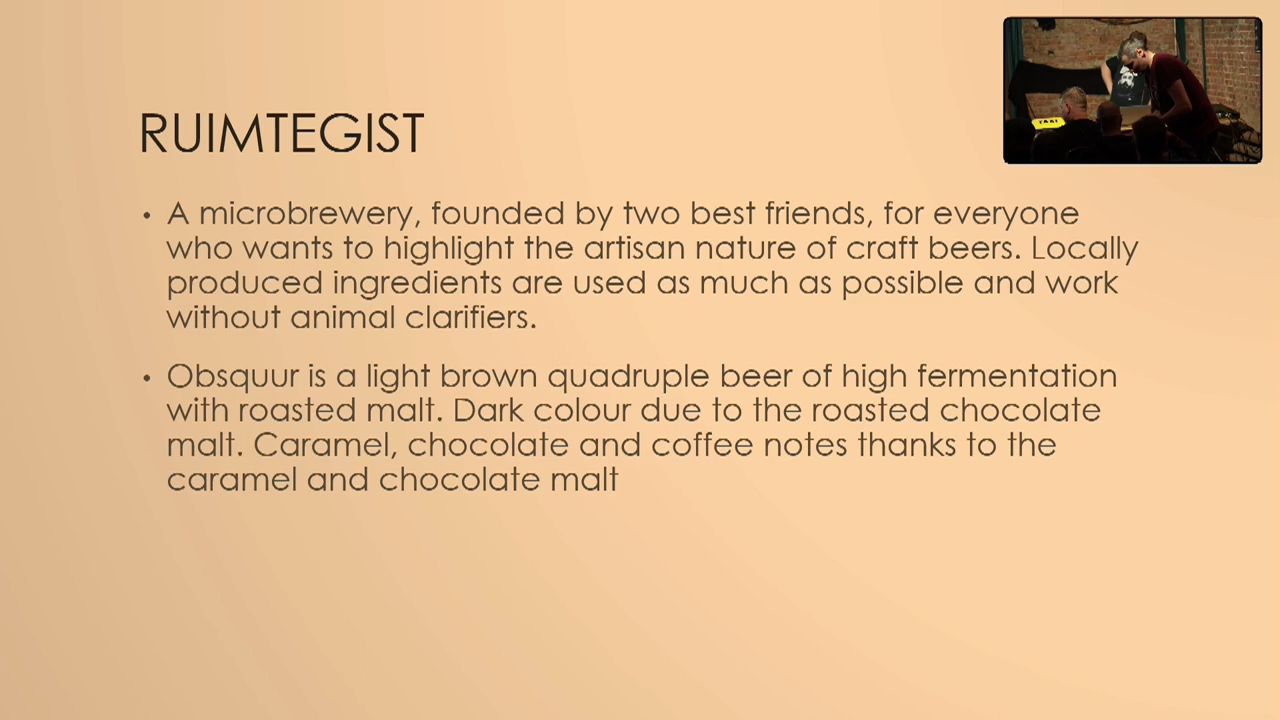 RUIMTEGIST
• A microbrewery, founded by two best friends, for everyone
who wants to highlight the artisan nature of craft beers. Locally
produced ingredients are used as much as possible and work
without animal clarifiers.
• Obsquur is a light brown quadruple beer of high fermentation
with roasted malt. Dark colour due to the roasted chocolate
malt. Caramel, chocolate and coffee notes thanks to the
caramel and chocolate malt
TAXI